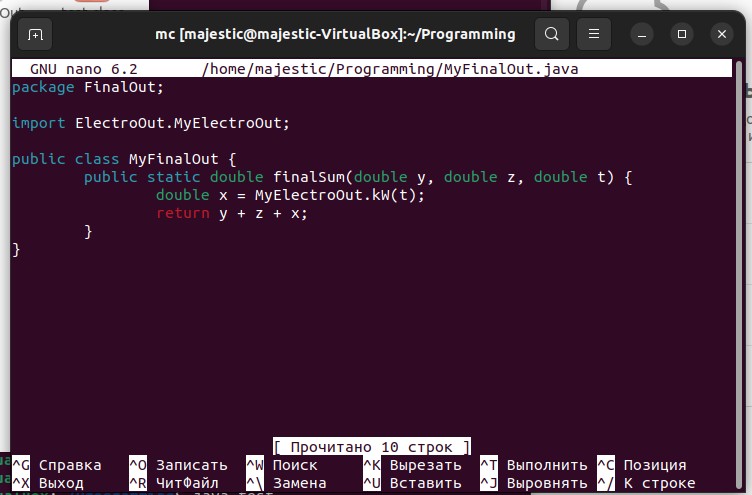 mc [majestic@majestic-VirtualBox]:~/Programming
GNU nano 6.2 /home/majestic/Programming/MyFinalOut.java
package FinalOut;
import ElectroOut.MyElectroOut;
public class MyFinalOut {
public static double finalSum(double y, double z, double t) {
double x = MyElectroOut.kW(t);
return y + z + x;
}
}
[ Прочитано 10 строк ]
^G Справка ^O Записать ^W Поиск ^K Вырезать ^T Выполнить ^C Позиция
^X Выход ^R ЧитФайл ^\ Замена ^U Вставить ^J Выровнять ^/ К строке